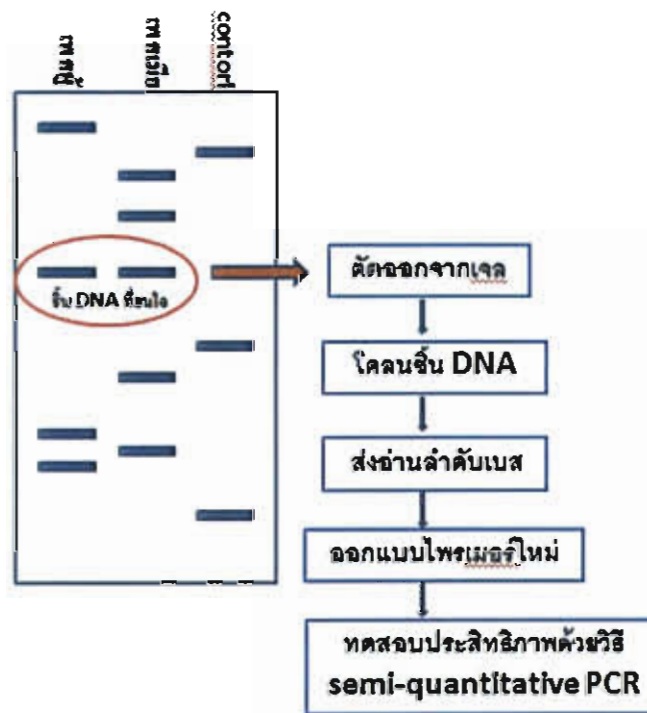 contorl
ชิ้น DNA ที่สนใจ
ตัดออกจากเจล
โคลนชิ้น DNA
ส่งอ่านลำดับเบส
ออกแบบไพรเมอร์ใหม่
ทดสอบประสิทธิภาพด้วยวิธี
semi-quantitative PCR